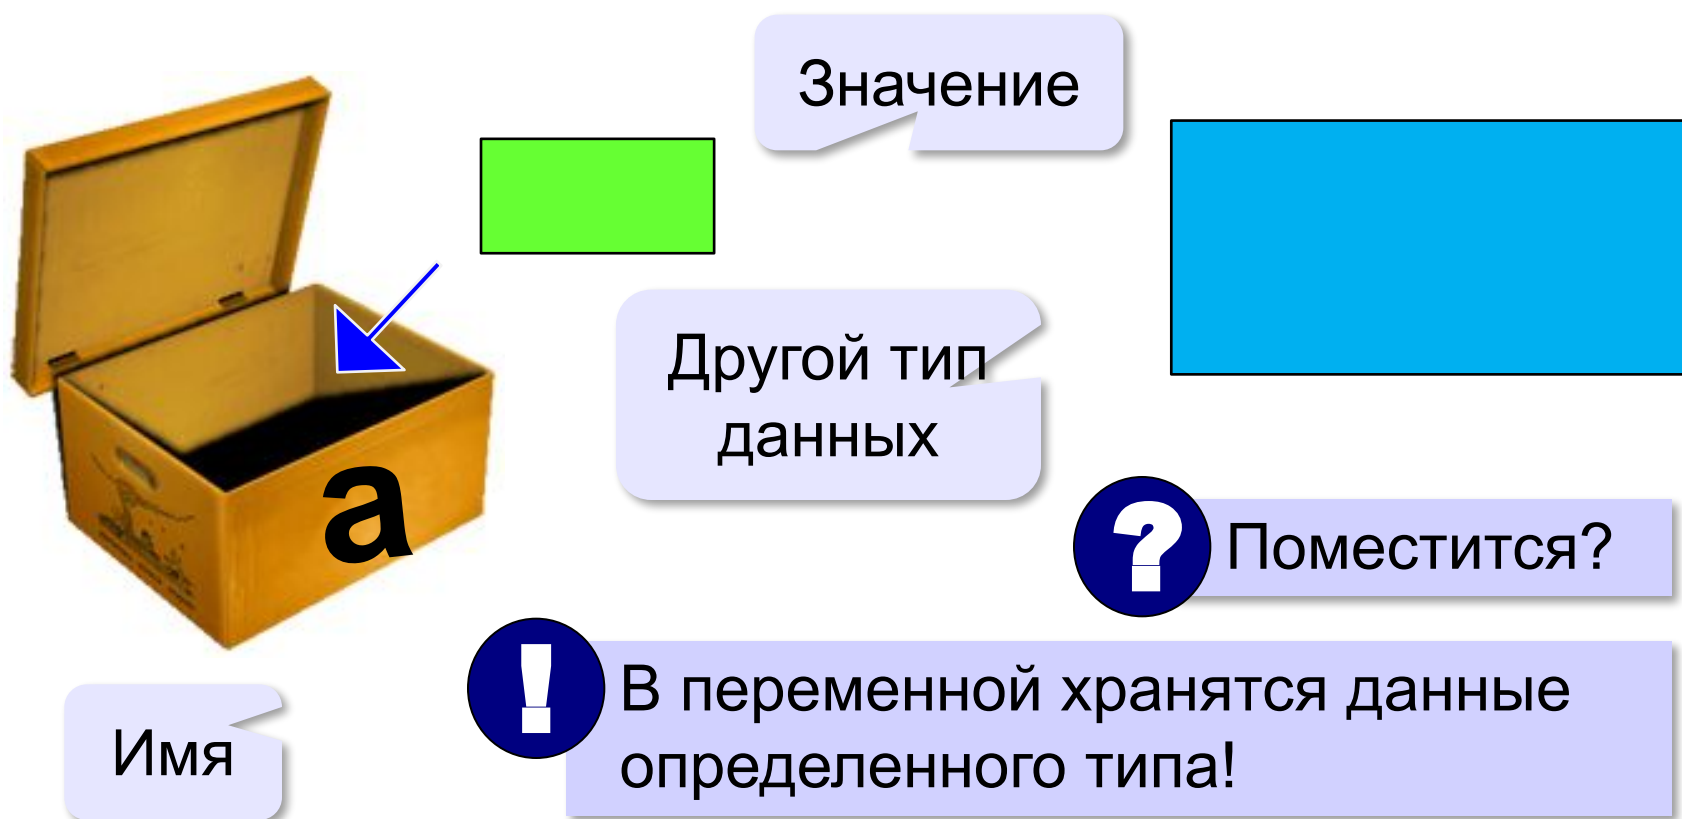 Значение
Другой тип
данных
a
?
Поместится?
!
В переменной хранятся данные
определенного типа!
Имя